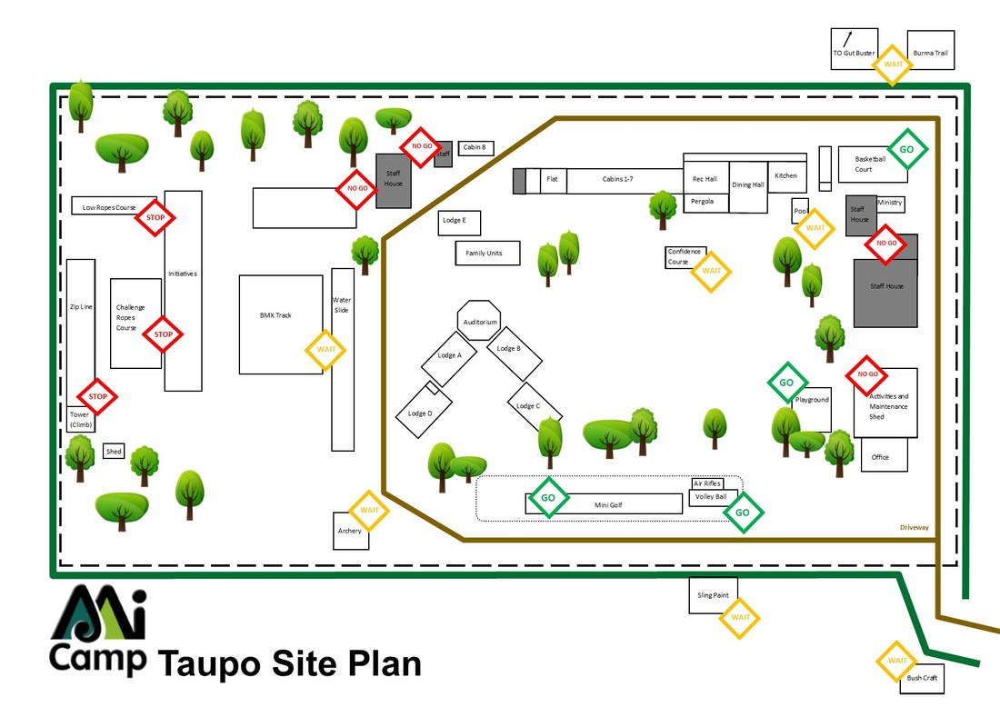 TO Gut Buster
WAIT
Burma Trail
NO GO
Staff
Cabin 8
GO
Basketball
Court
Staff
House
NO GO
Flat
Cabins 1-7
Rec Hall
Pergola
Dining Hall
Kitchen
Low Ropes Course
STOP
Lodge E
Pool
WAIT
Staff
House
Ministry
NO GO
Family Units
Confidence
Course
WAIT
Initiatives
Zip Line
Challenge
Ropes
Course
STOP
BMX Track
WAIT
Water
Slide
Staff House
Auditorium
Lodge A
Lodge B
Lodge C
Lodge D
GO
Playground
NO GO
Activities and
Maintenance
Shed
STOP
Tower
(Climb)
Shed
Office
GO
Mini Golf
Air Rifles
Volley Ball
GO
WAIT
Archery
Driveway
Sling Paint
WAIT
WAIT
Bush Craft
Mi
Camp
Taupo Site Plan